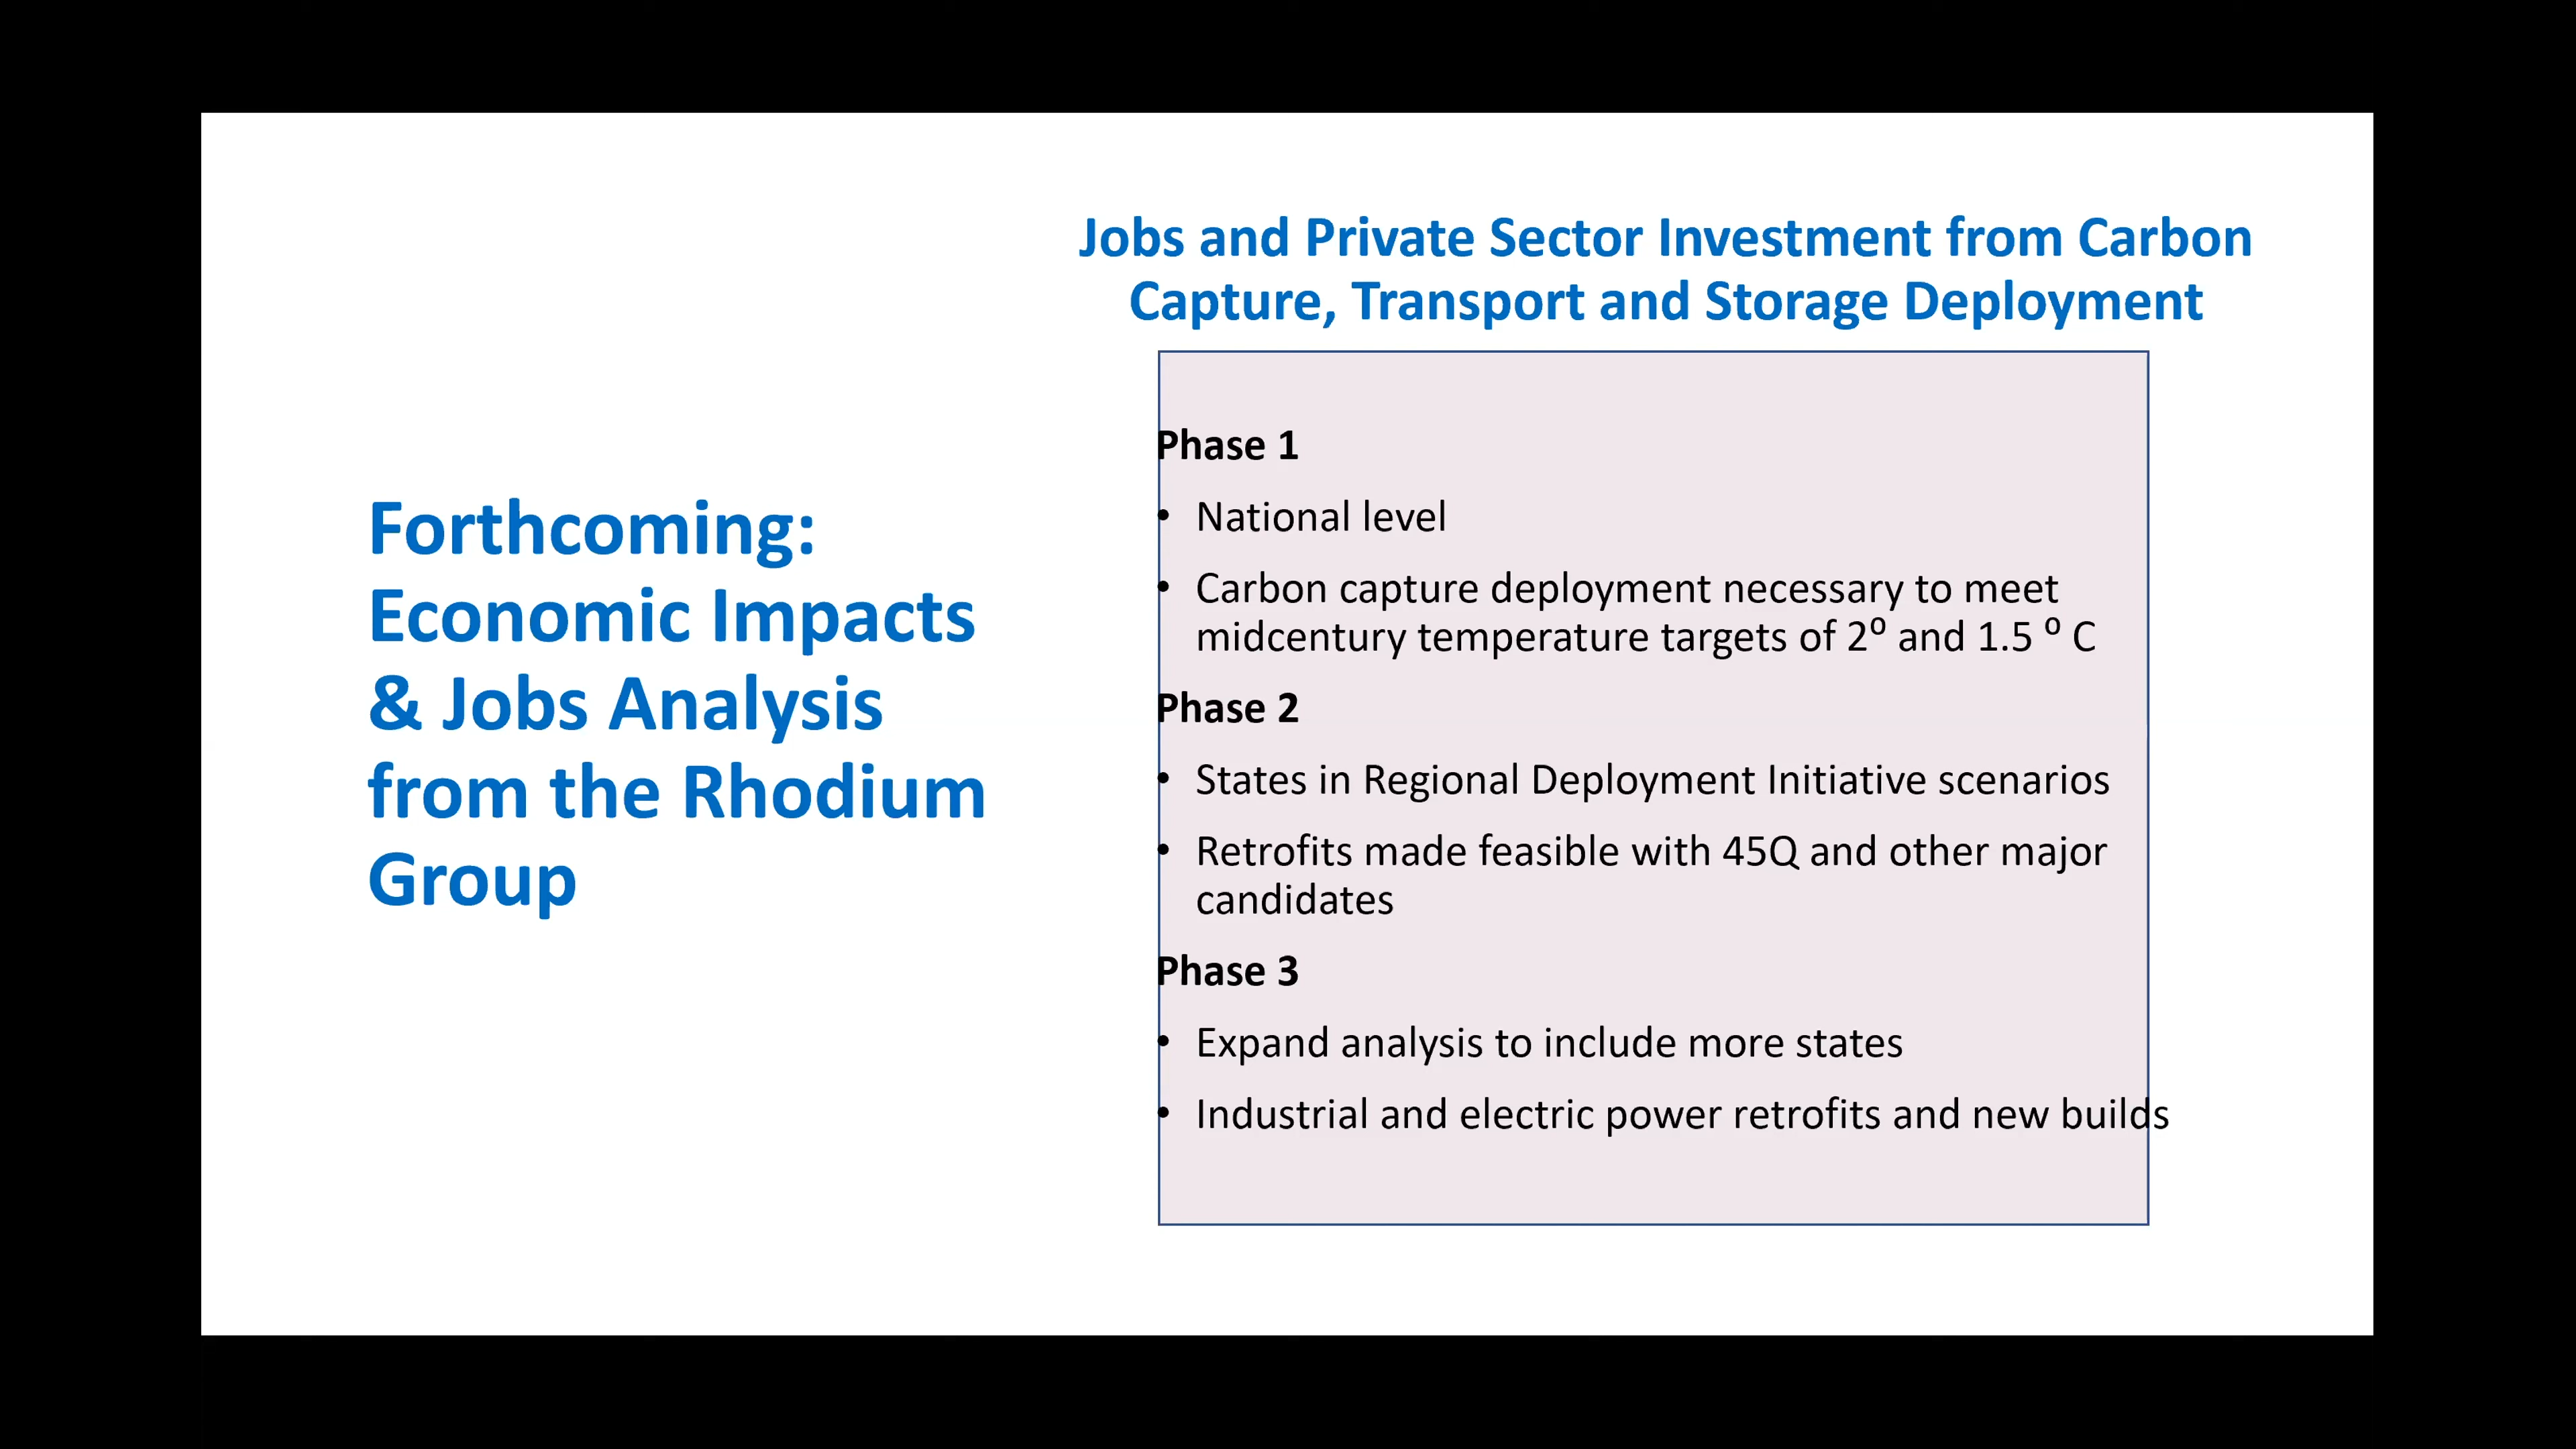 Forthcoming:
Economic Impacts
& Jobs Analysis
from the Rhodium
Group
Jobs and Private Sector Investment from Carbon
Capture, Transport and Storage Deployment
Phase 1
• National level
• Carbon capture deployment necessary to meet
midcentury temperature targets of 2⁰ and 1.5 ⁰ C
Phase 2
• States in Regional Deployment Initiative scenarios
• Retrofits made feasible with 45Q and other major
candidates
Phase 3
• Expand analysis to include more states
• Industrial and electric power retrofits and new builds